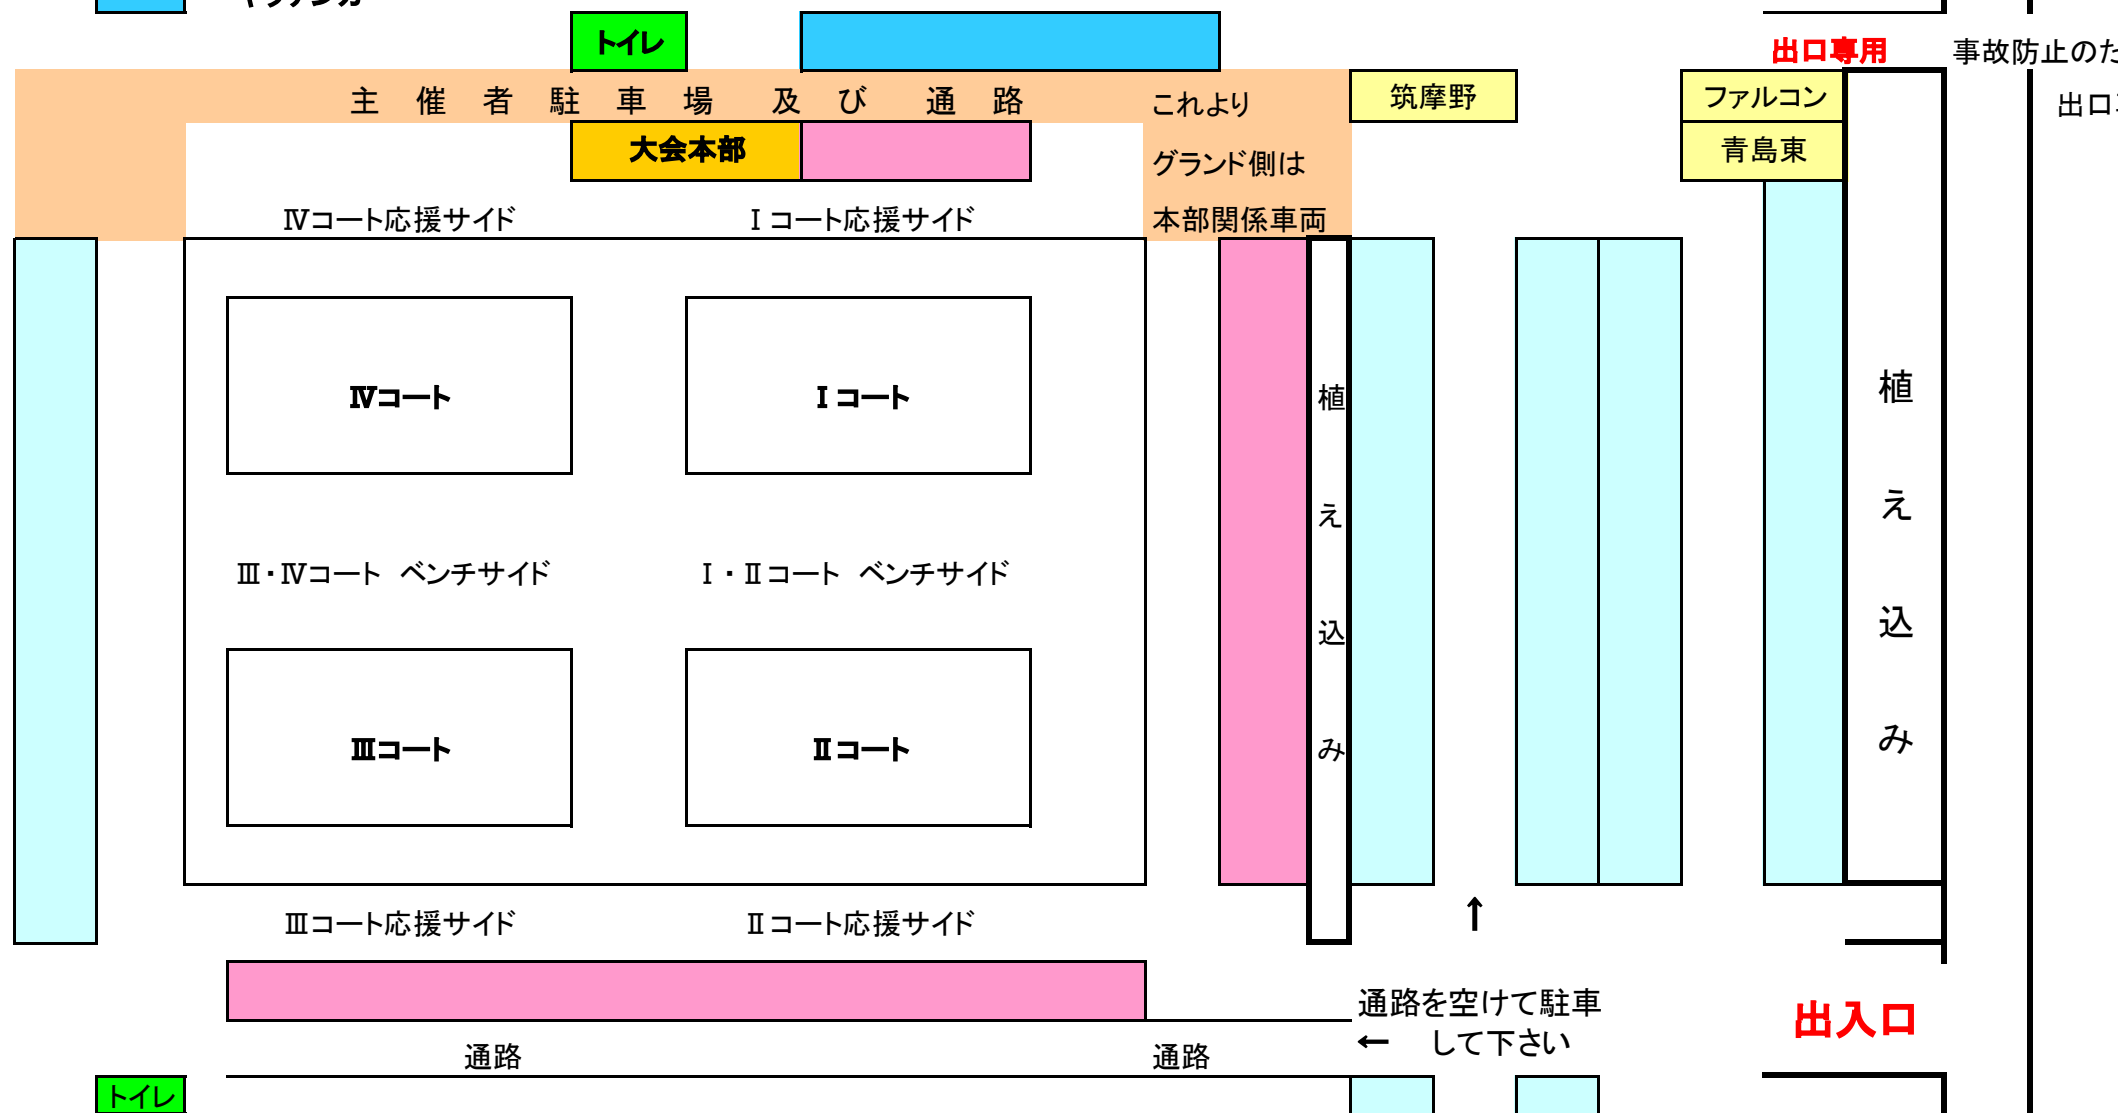 トイレ
出口専用
事故防止のた
主催者駐車場及び通路
これより
筑摩野
ファルコン
出口
大会本部
グランド側は
青島東
Ⅳコート応援サイド
Ⅰコート応援サイド
本部関係車両
Ⅳコート
Ⅰコート
植え込み
植え込み
Ⅲ・Ⅳコート ベンチサイド
Ⅰ・Ⅱコート ベンチサイド
Ⅲコート
Ⅱコート
↑
Ⅲコート応援サイド
Ⅱコート応援サイド
通路を空けて駐車
← して下さい
出入口
通路
通路
トイレ